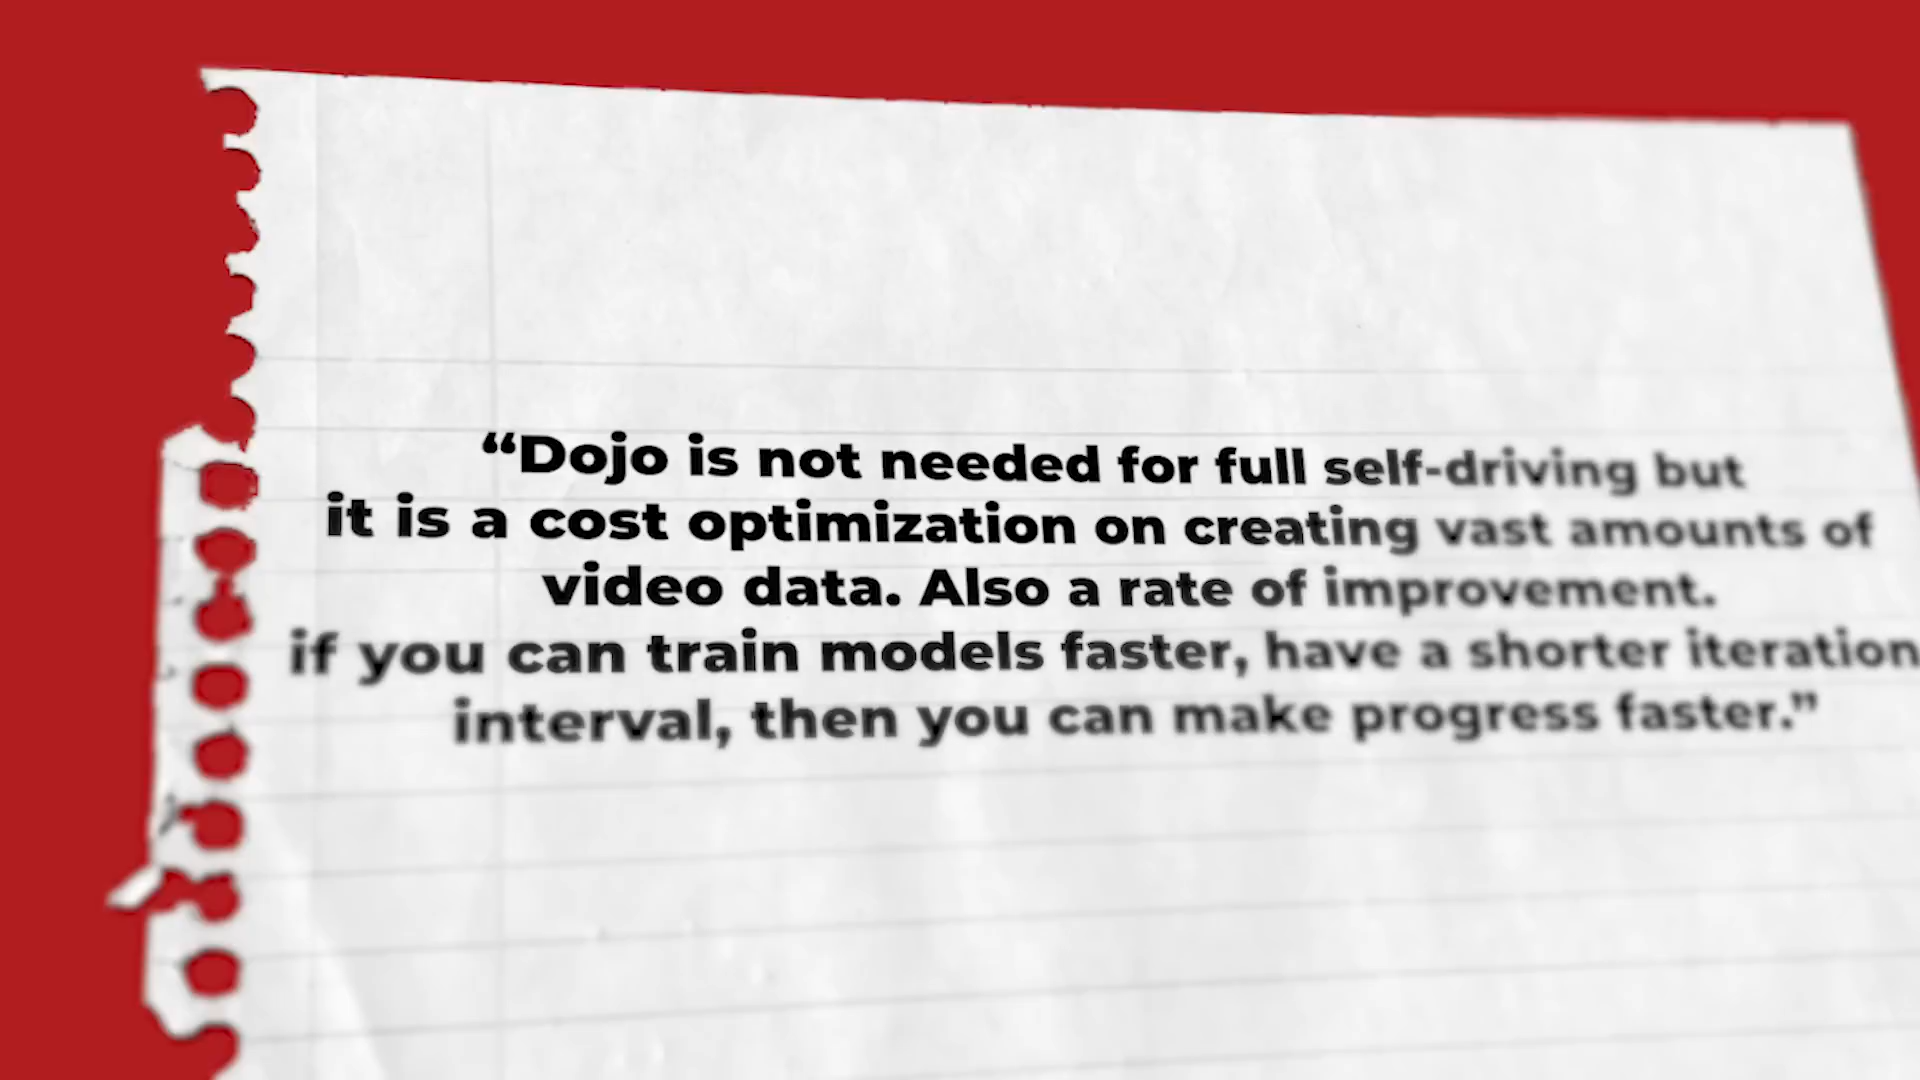 “Dojo is not needed for full self-driving but
it is a cost optimization on creating vast amounts of
video data. Also a rate of improvement.
if you can train models faster, have a shorter iteration
interval, then you can make progress faster.”